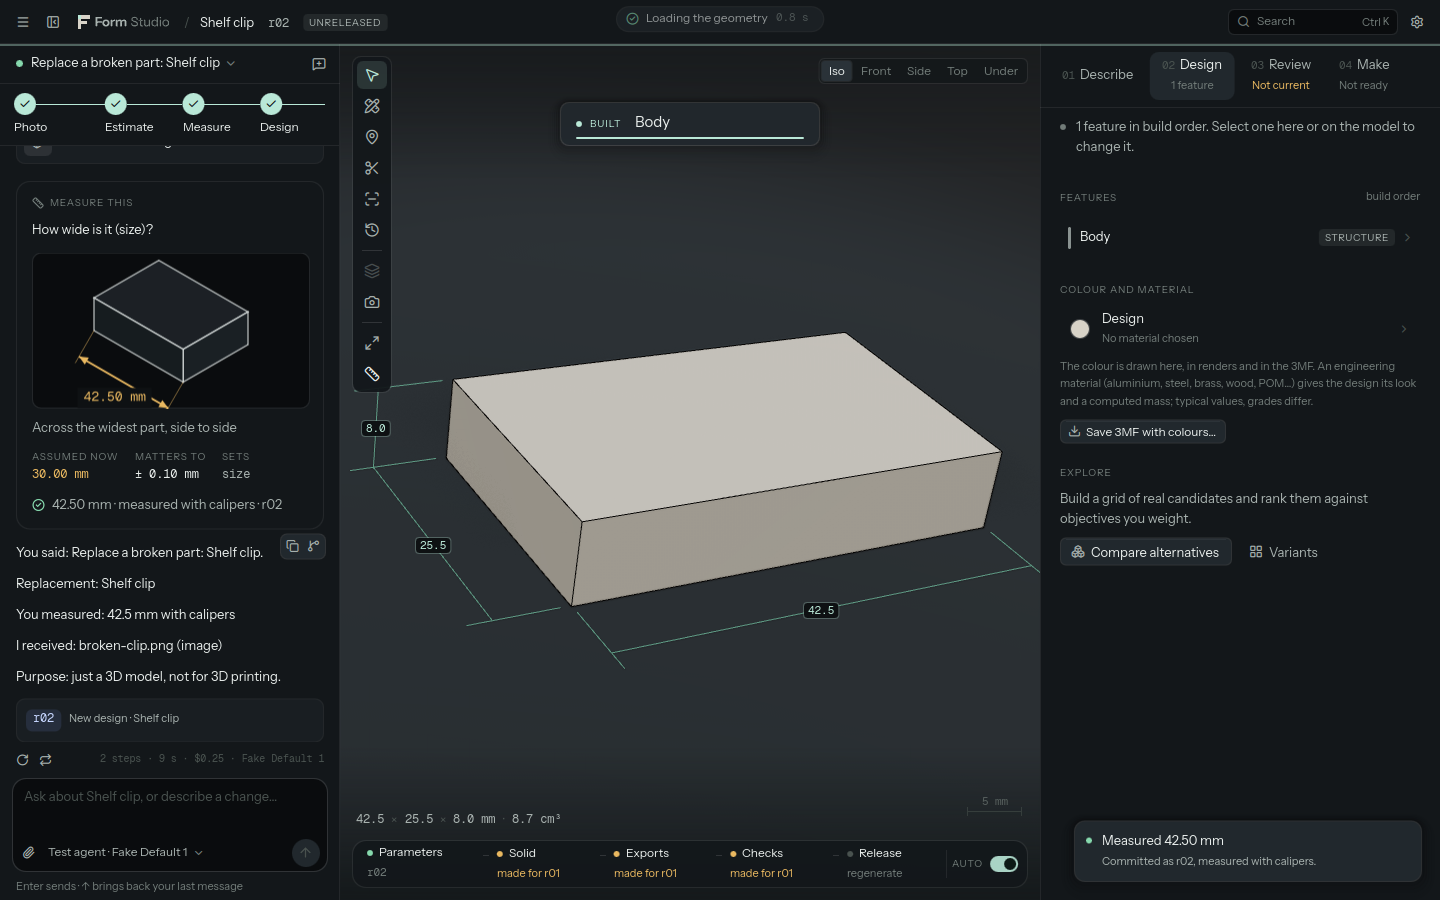 Form Studio / Shelf clip r02 UNRELEASED
Loading the geometry 0.8 s
Search Ctrl K
Replace a broken part: Shelf clip
Photo Estimate Measure Design
MEASURE THIS
How wide is it (size)?
42.50 mm
Across the widest part, side to side
ASSUMED NOW MATTERS TO SETS
30.00 mm ± 0.10 mm size
42.50 mm · measured with calipers · r02
You said: Replace a broken part: Shelf clip.
Replacement: Shelf clip
You measured: 42.5 mm with calipers
I received: broken-clip.png (image)
Purpose: just a 3D model, not for 3D printing.
r02 New design · Shelf clip
2 steps · 9 s · $0.25 · Fake Default 1
Ask about Shelf clip, or describe a change...
Test agent · Fake Default 1
Enter sends · ↑ brings back your last message
Iso Front Side Top Under
BUILT Body
8.0
25.5
42.5
5 mm
42.5 × 25.5 × 8.0 mm · 8.7 cm³
Parameters
r02
Solid
made for r01
Exports
made for r01
Checks
made for r01
Release
regenerate
AUTO
01 Describe
02 Design
1 feature
03 Review
Not current
04 Make
Not ready
1 feature in build order. Select one here or on the model to
change it.
FEATURES build order
Body STRUCTURE
COLOUR AND MATERIAL
Design
No material chosen
The colour is drawn here, in renders and in the 3MF. An engineering
material (aluminium, steel, brass, wood, POM…) gives the design its look
and a computed mass; typical values, grades differ.
Save 3MF with colours…
EXPLORE
Build a grid of real candidates and rank them against
objectives you weight.
Compare alternatives Variants
Measured 42.50 mm
Committed as r02, measured with calipers.